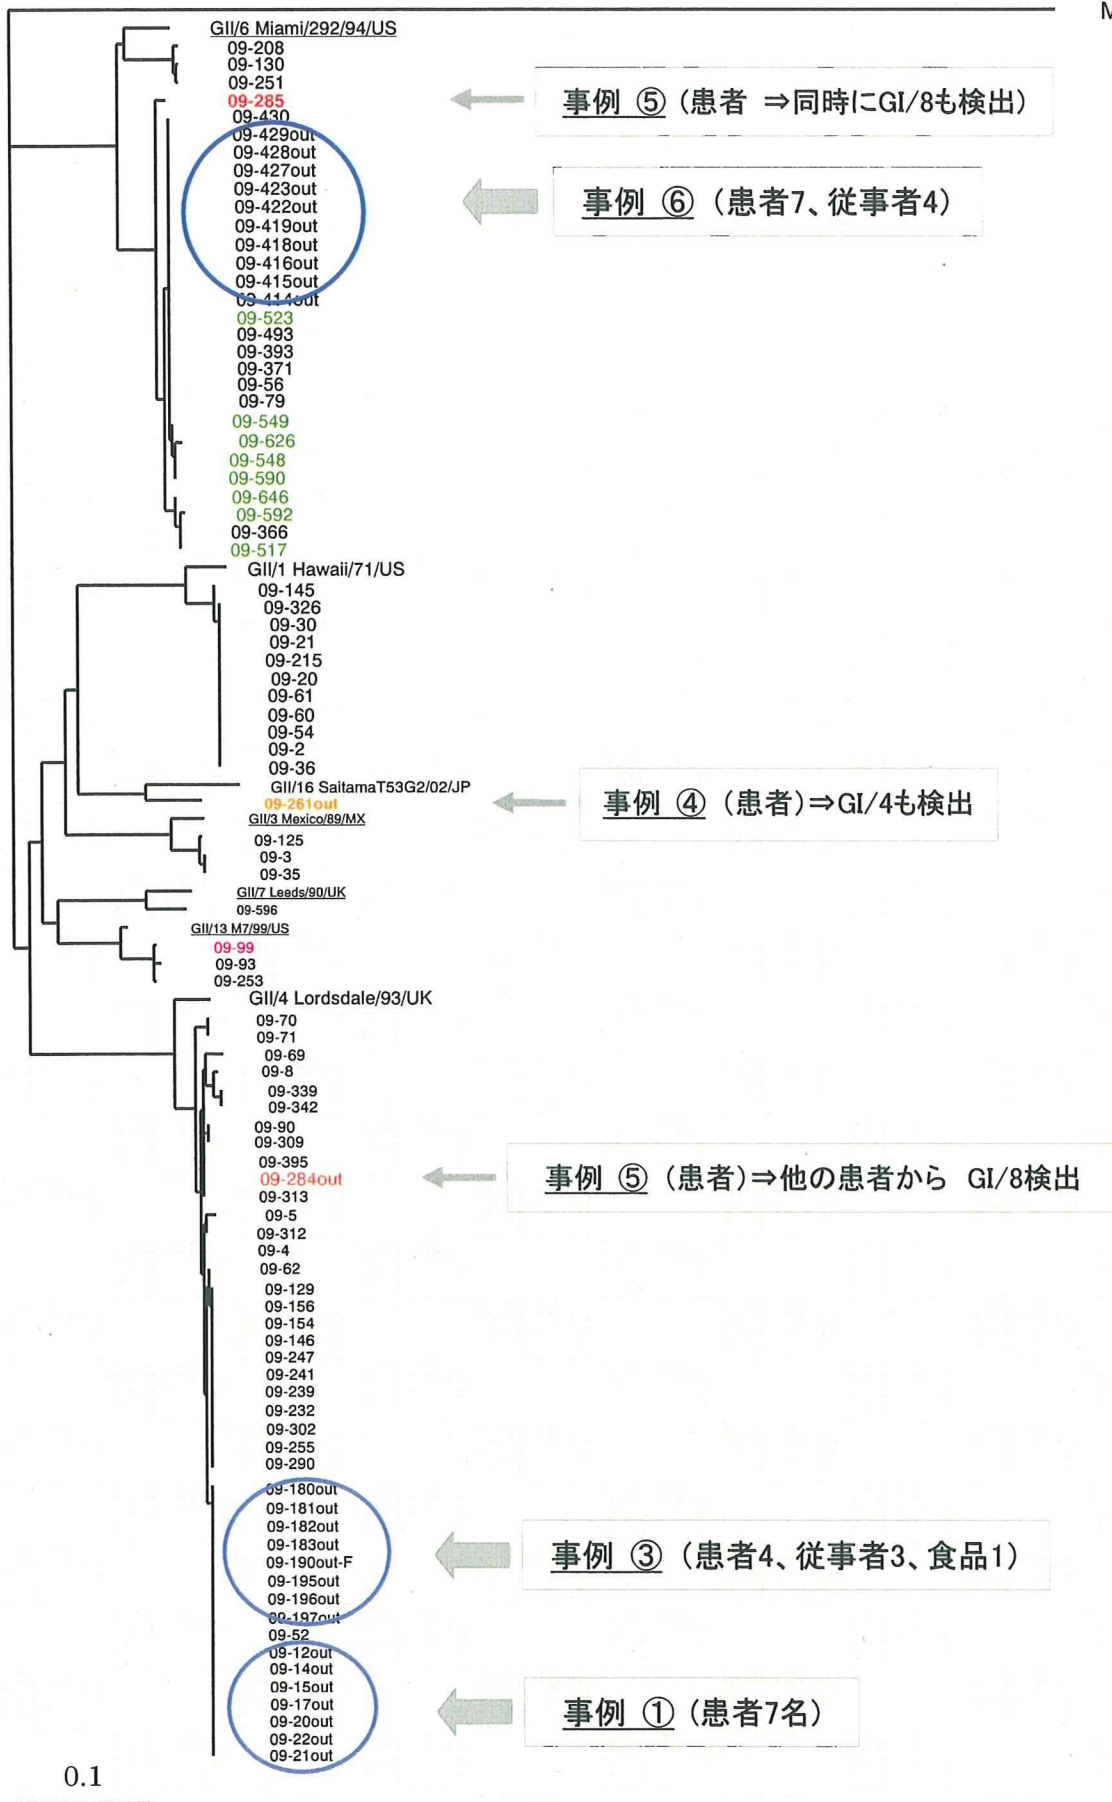 M
GII/6 Miami/292/94/US
09-208
09-130
09-251
09-285
事例 ⑤ (患者 ⇒同時にGI/8も検出)
09-430
09-429out
09-428out
09-427out
09-423out
09-422out
事例 ⑥ (患者7、従事者4)
09-419out
09-418out
09-416out
09-415out
09-414out
09-523
09-493
09-393
09-371
09-56
09-79
09-549
09-626
09-548
09-590
09-646
09-592
09-366
09-517
GII/1 Hawaii/71/US
09-145
09-326
09-30
09-21
09-215
09-20
09-61
09-60
09-54
09-2
09-36
GII/16 SaitamaT53G2/02/JP
09-261out
事例 ④ (患者)⇒GI/4も検出
GII/3 Mexico/89/MX
09-125
09-3
09-35
GII/7 Leeds/90/UK
09-596
GII/13 M7/99/US
09-99
09-93
09-253
GII/4 Lordsdale/93/UK
09-70
09-71
09-69
09-8
09-339
09-342
09-90
09-309
09-395
09-284out
事例 ⑤ (患者)⇒他の患者から GI/8検出
09-313
09-5
09-312
09-4
09-62
09-129
09-156
09-154
09-146
09-247
09-241
09-239
09-232
09-302
09-255
09-290
09-180out
09-181out
09-182out
09-183out
09-190out-F
事例 ③ (患者4、従事者3、食品1)
09-195out
09-196out
09-197out
09-52
09-12out
09-14out
09-15out
09-17out
事例 ① (患者7名)
09-20out
09-22out
09-21out
0.1